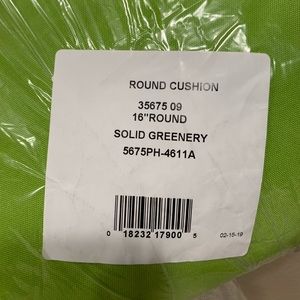 ROUND CUSHION
35675 09
16"ROUND
SOLID GREENERY
5675PH-4611A
0 18232 17900 5
02-15-19